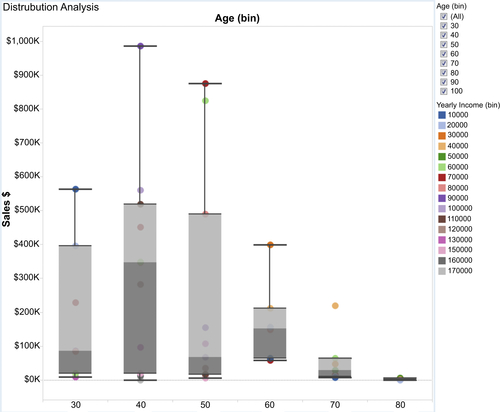 Distrubution Analysis
Age (bin)
Sales $
$1,000K
$900K
$800K
$700K
$600K
$500K
$400K
$300K
$200K
$100K
$0K
30 40 50 60 70 80
Age (bin)
(All)
30
40
50
60
70
80
90
100
Yearly Income (bin)
10000
20000
30000
40000
50000
60000
70000
80000
90000
100000
110000
120000
130000
150000
160000
170000